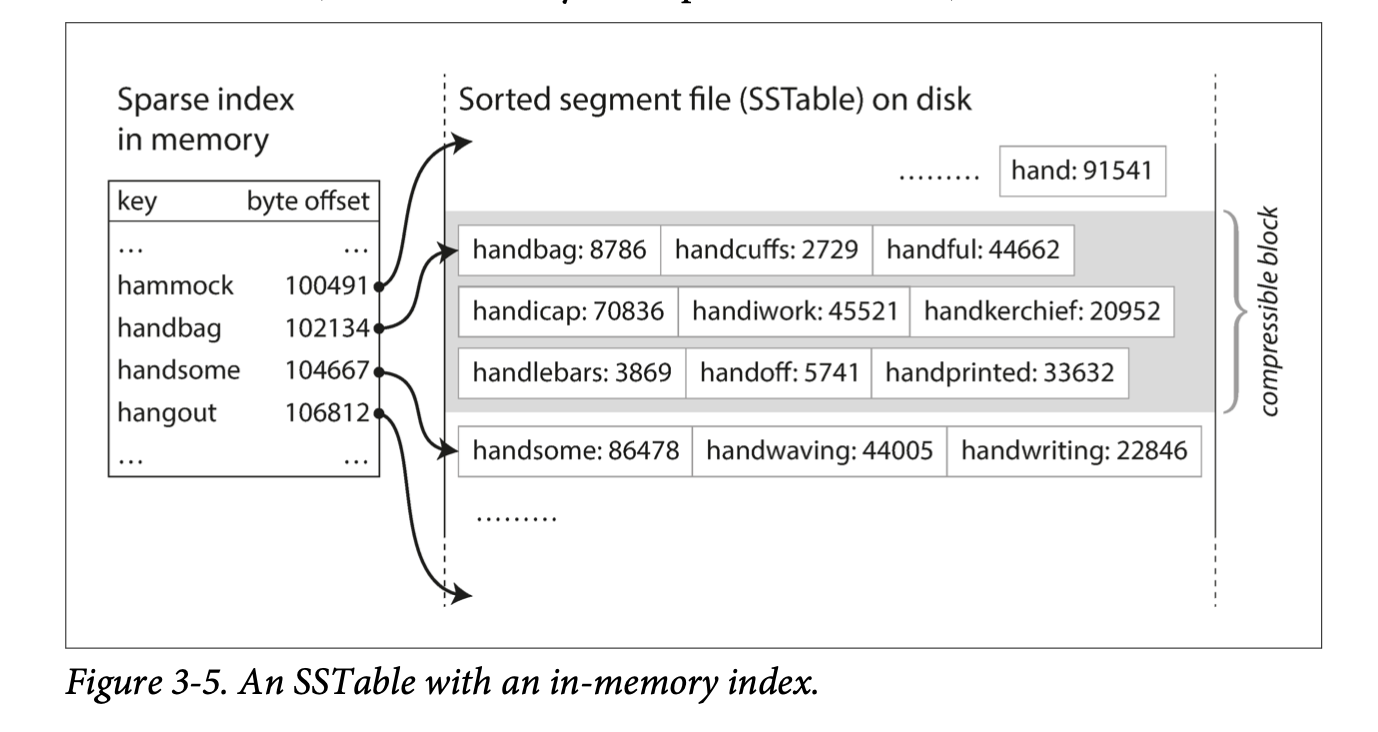 Sparse index
in memory
key byte offset
... ...
hammock 100491
handbag 102134
handsome 104667
hangout 106812
... ...
Sorted segment file (SSTable) on disk
......... hand: 91541
handbag: 8786 handcuffs: 2729 handful: 44662
handicap: 70836 handiwork: 45521 handkerchief: 20952
handlebars: 3869 handoff: 5741 handprinted: 33632
handsome: 86478 handwaving: 44005 handwriting: 22846
.........
compressible block
Figure 3-5. An SSTable with an in-memory index.